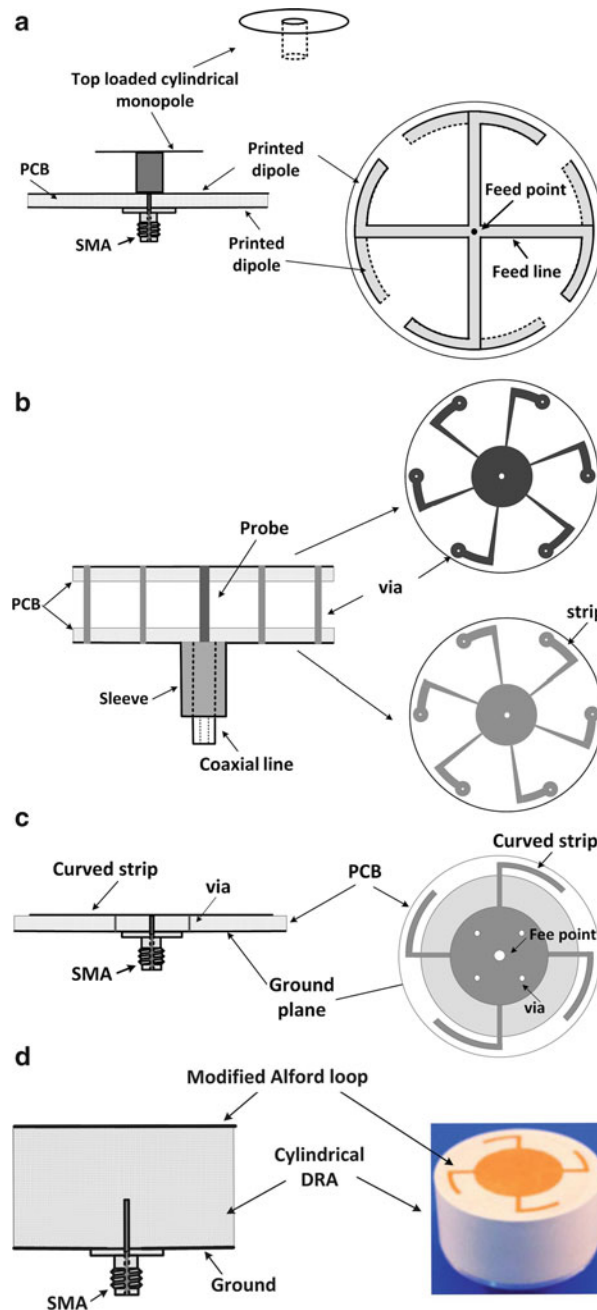 a
Top loaded cylindrical
monopole
PCB
Printed
dipole
SMA
Printed
dipole
Feed point
Feed line
b
Probe
PCB
via
strip
Sleeve
Coaxial line
c
Curved strip
via
PCB
Curved strip
SMA
Ground
plane
Fee point
via
d
Modified Alford loop
Cylindrical
DRA
SMA
Ground